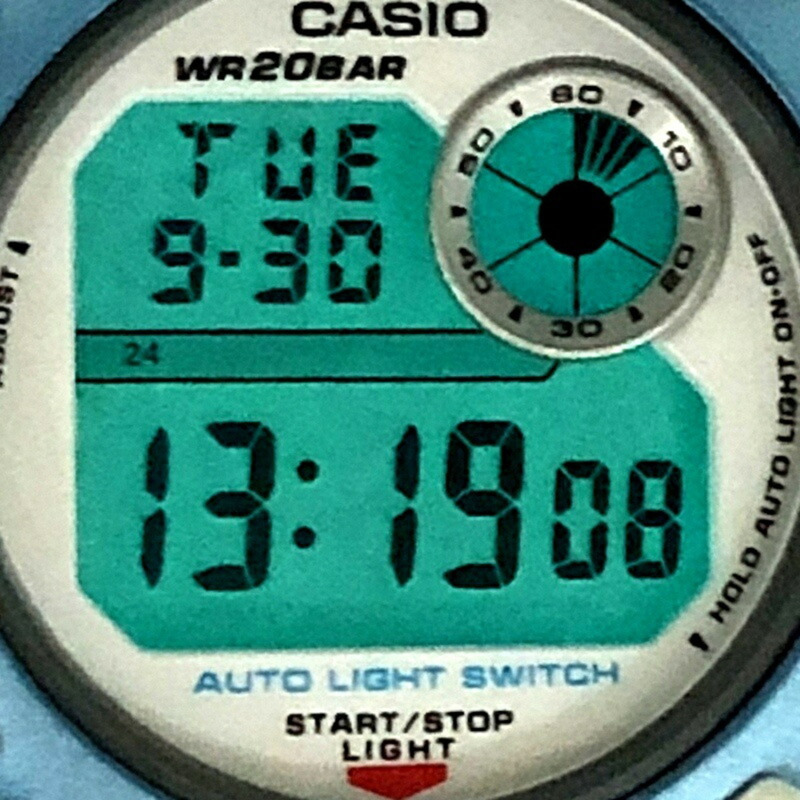 CASIO
WR20BAR
60
10
20
30
40
50
TUE
9-30
24
13:19 08
ADJUST
HOLD AUTO LIGHT ON·OFF
AUTO LIGHT SWITCH
START/STOP
LIGHT